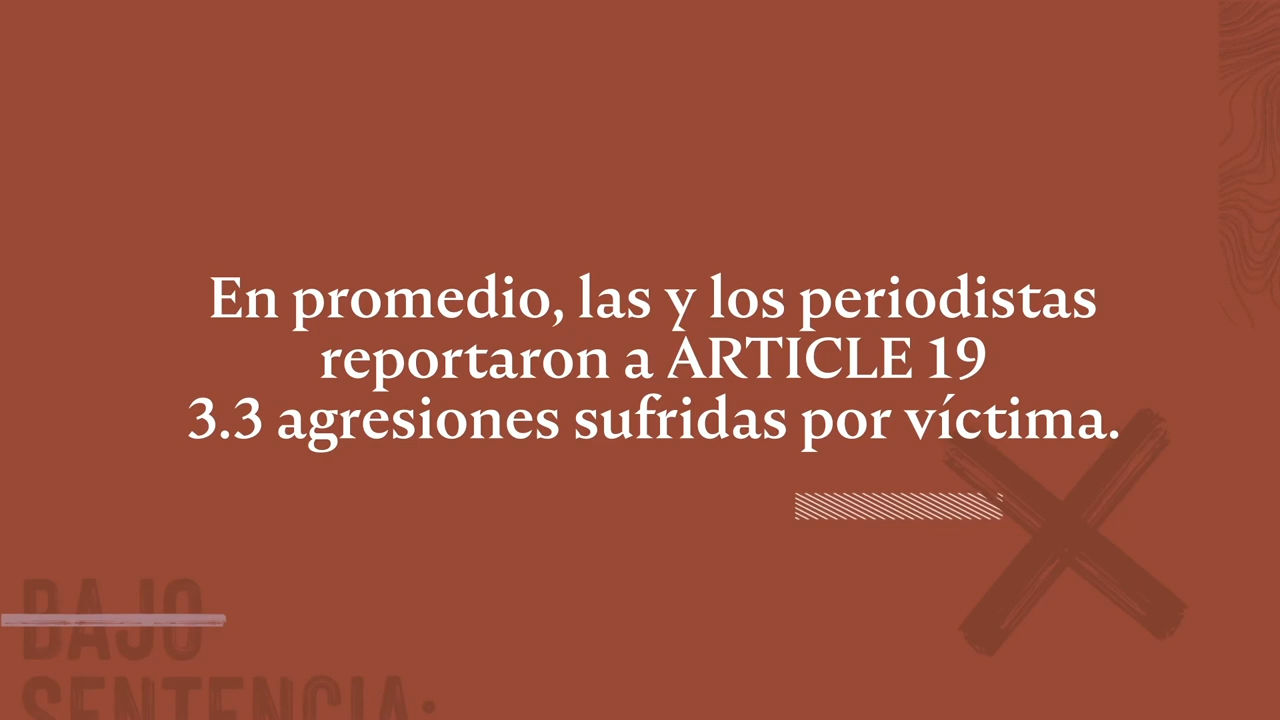 En promedio, las y los periodistas
reportaron a ARTICLE 19
3.3 agresiones sufridas por víctima.
BAJO
SENTENCIA: